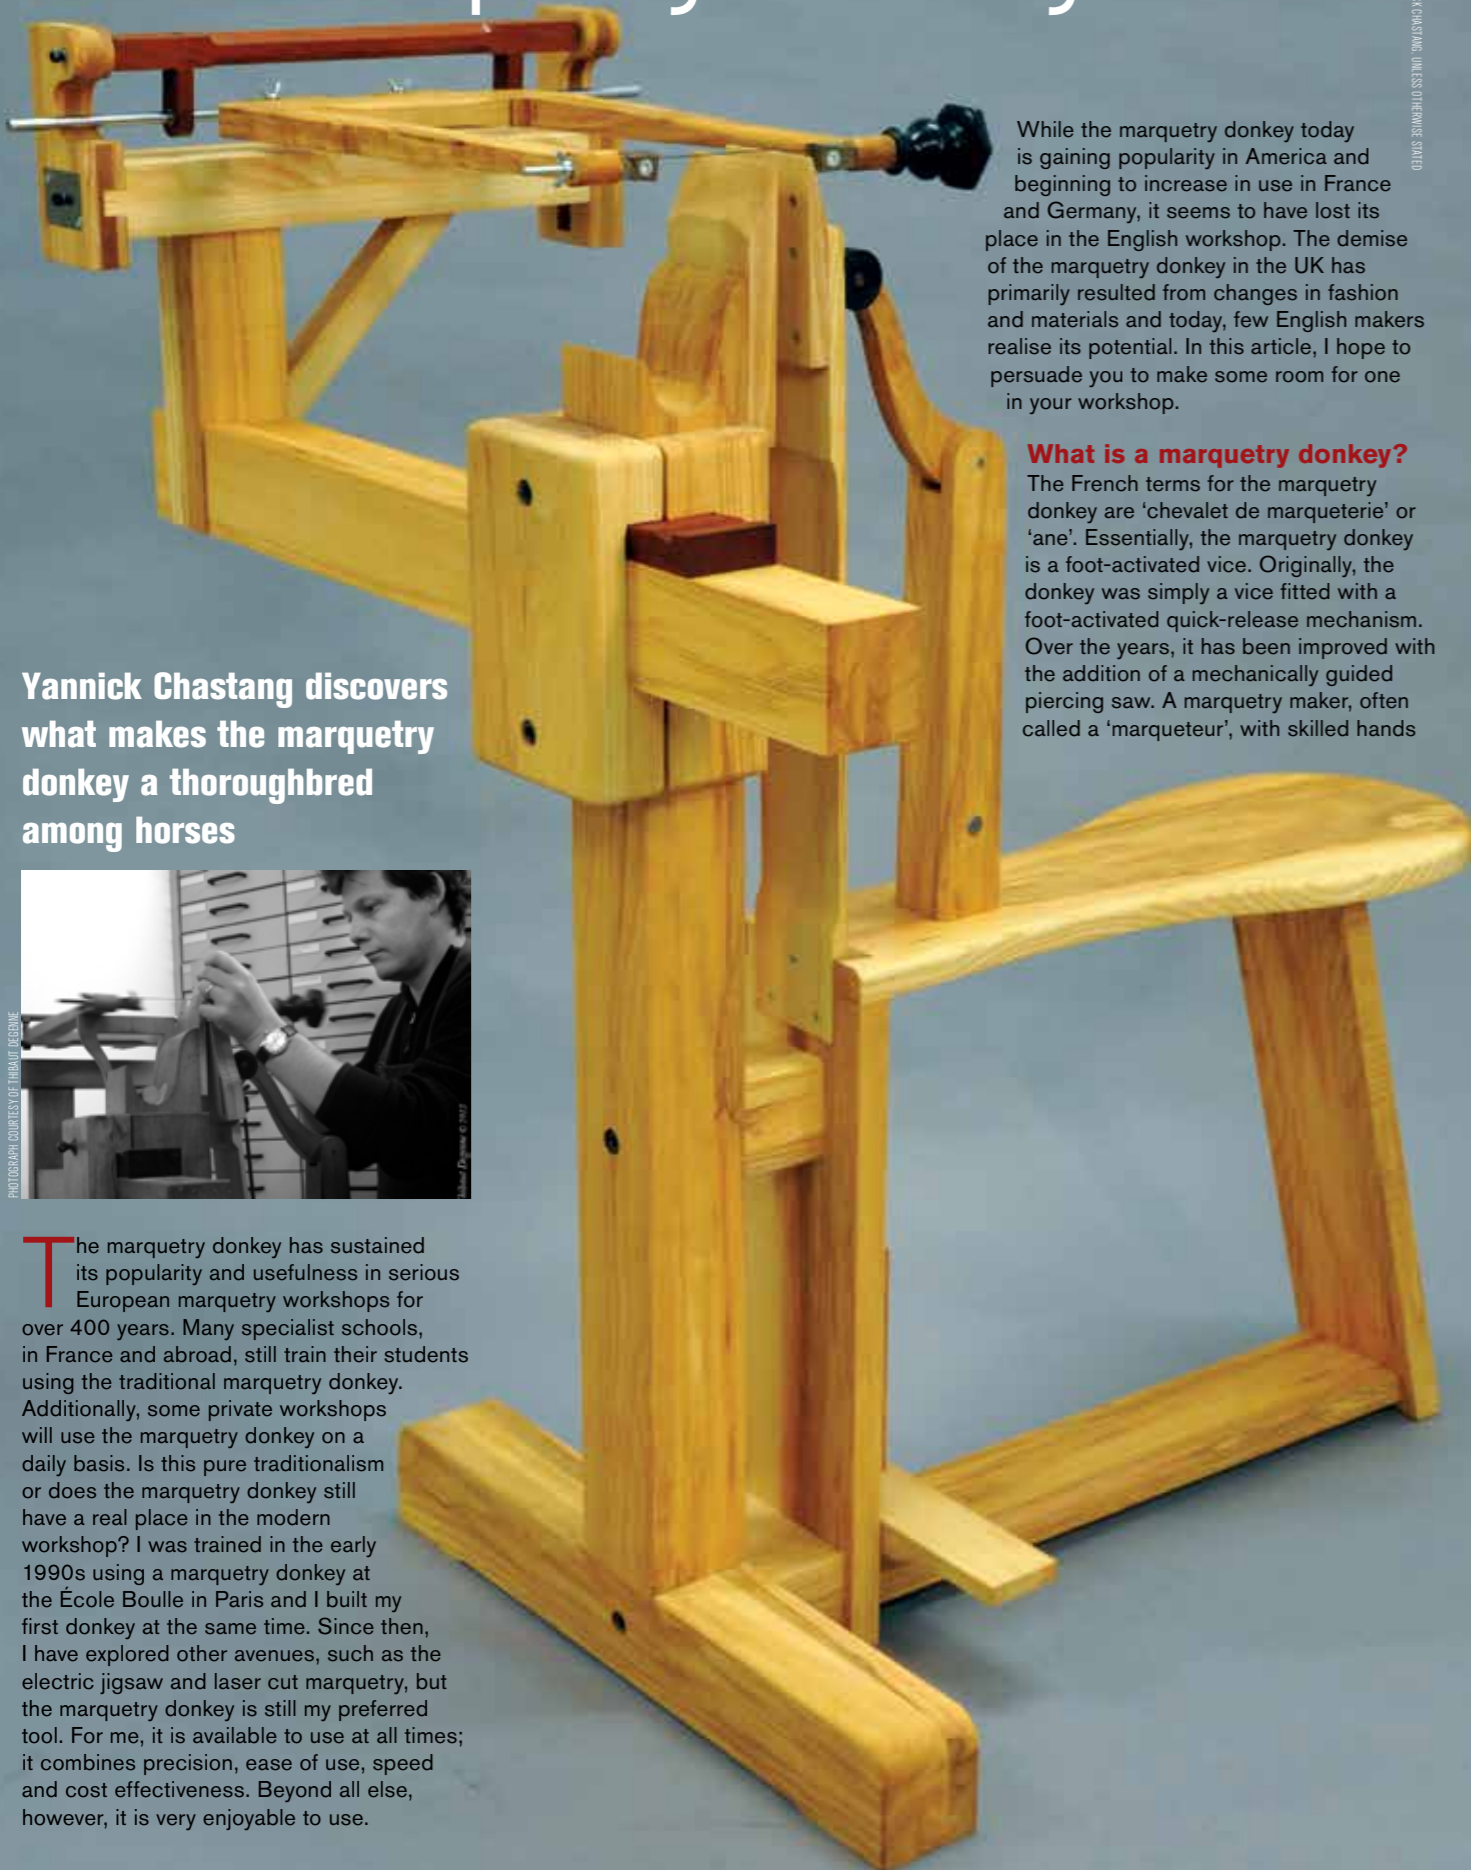 K CHASTANG, UNLESS OTHERWISE STATED
Yannick Chastang discovers
what makes the marquetry
donkey a thoroughbred
among horses
PHOTOGRAPH COURTESY OF THIBAUT DEGENNE
The marquetry donkey has sustained
its popularity and usefulness in serious
European marquetry workshops for
over 400 years. Many specialist schools,
in France and abroad, still train their students
using the traditional marquetry donkey.
Additionally, some private workshops
will use the marquetry donkey on a
daily basis. Is this pure traditionalism
or does the marquetry donkey still
have a real place in the modern
workshop? I was trained in the early
1990s using a marquetry donkey at
the École Boulle in Paris and I built my
first donkey at the same time. Since then,
I have explored other avenues, such as the
electric jigsaw and laser cut marquetry, but
the marquetry donkey is still my preferred
tool. For me, it is available to use at all times;
it combines precision, ease of use, speed
and cost effectiveness. Beyond all else,
however, it is very enjoyable to use.
While the marquetry donkey today
is gaining popularity in America and
beginning to increase in use in France
and Germany, it seems to have lost its
place in the English workshop. The demise
of the marquetry donkey in the UK has
primarily resulted from changes in fashion
and materials and today, few English makers
realise its potential. In this article, I hope to
persuade you to make some room for one
in your workshop.
What is a marquetry donkey?
The French terms for the marquetry
donkey are ‘chevalet de marqueterie’ or
‘ane’. Essentially, the marquetry donkey
is a foot-activated vice. Originally, the
donkey was simply a vice fitted with a
foot-activated quick-release mechanism.
Over the years, it has been improved with
the addition of a mechanically guided
piercing saw. A marquetry maker, often
called a ‘marqueteur’, with skilled hands